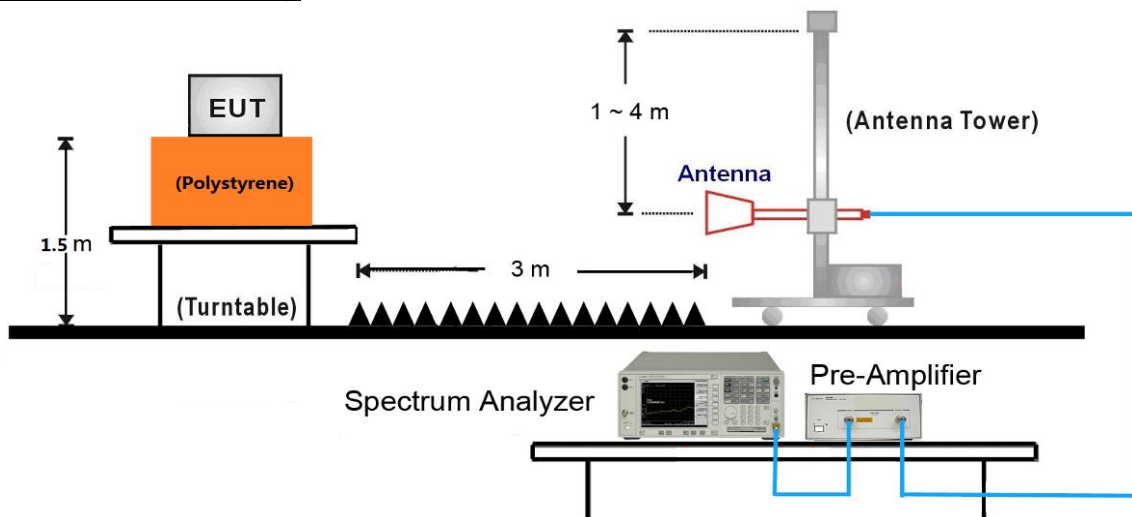 EUT
(Polystyrene)
1.5 m
(Turntable)
3 m
1 ~ 4 m
Antenna
(Antenna Tower)
Spectrum Analyzer
Pre-Amplifier